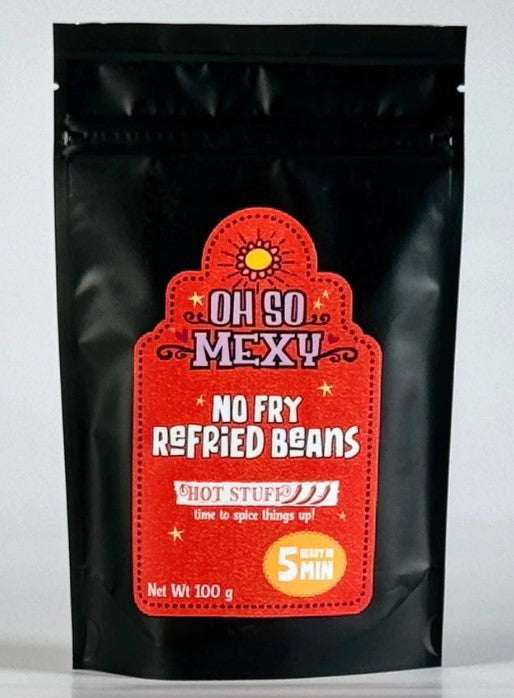 OH SO
MEXY
NO FRY
ReFRiED BeANS
HOT STUFF
time to spice things up!
5 READY IN
MIN
Net Wt 100 g